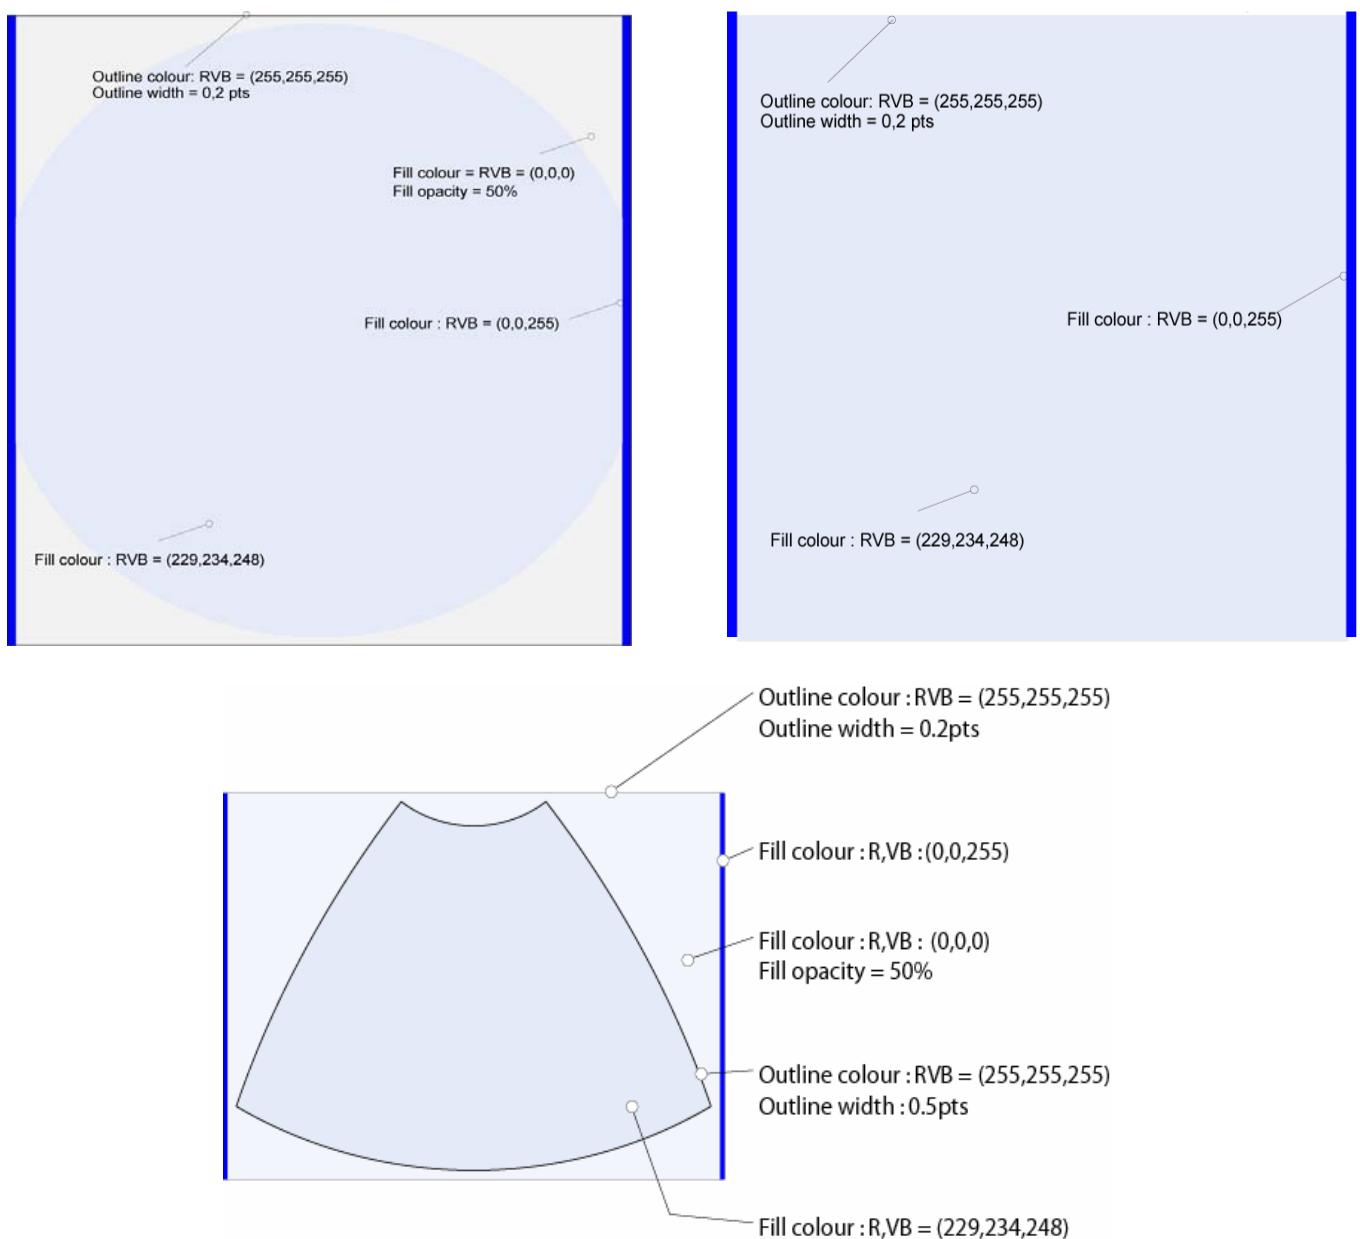 Outline colour: RVB = (255,255,255)
Outline width = 0,2 pts
Fill colour = RVB = (0,0,0)
Fill opacity = 50%
Fill colour : RVB = (0,0,255)
Fill colour : RVB = (229,234,248)
Outline colour: RVB = (255,255,255)
Outline width = 0,2 pts
Fill colour : RVB = (0,0,255)
Fill colour : RVB = (229,234,248)
Outline colour : RVB = (255,255,255)
Outline width = 0.2pts
Fill colour : R,VB : (0,0,255)
Fill colour : R,VB : (0,0,0)
Fill opacity = 50%
Outline colour : RVB = (255,255,255)
Outline width : 0.5pts
Fill colour : R,VB = (229,234,248)